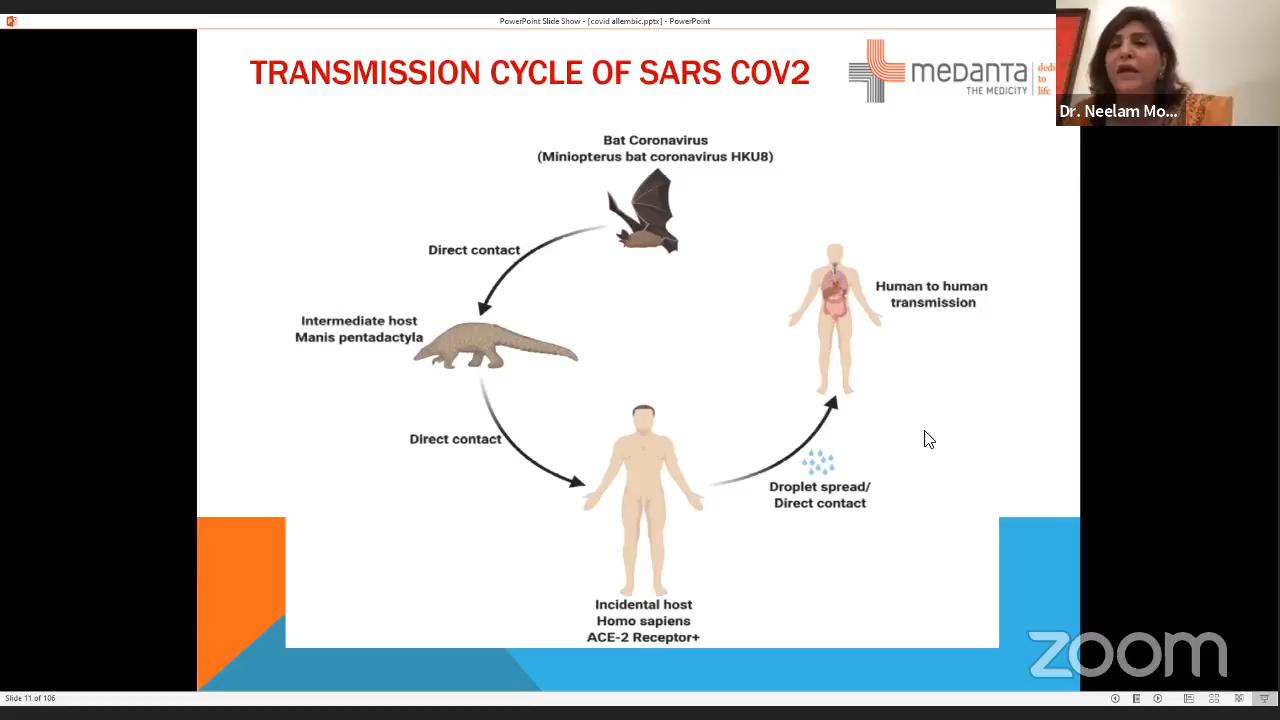 PowerPoint Slide Show - [covid allembic.pptx] - PowerPoint
TRANSMISSION CYCLE OF SARS COV2
medanta
THE MEDICITY
dedi
to
life
Dr. Neelam Mo...
Bat Coronavirus
(Miniopterus bat coronavirus HKU8)
Direct contact
Intermediate host
Manis pentadactyla
Human to human
transmission
Direct contact
Droplet spread/
Direct contact
Incidental host
Homo sapiens
ACE-2 Receptor+
zoom
Slide 11 of 106